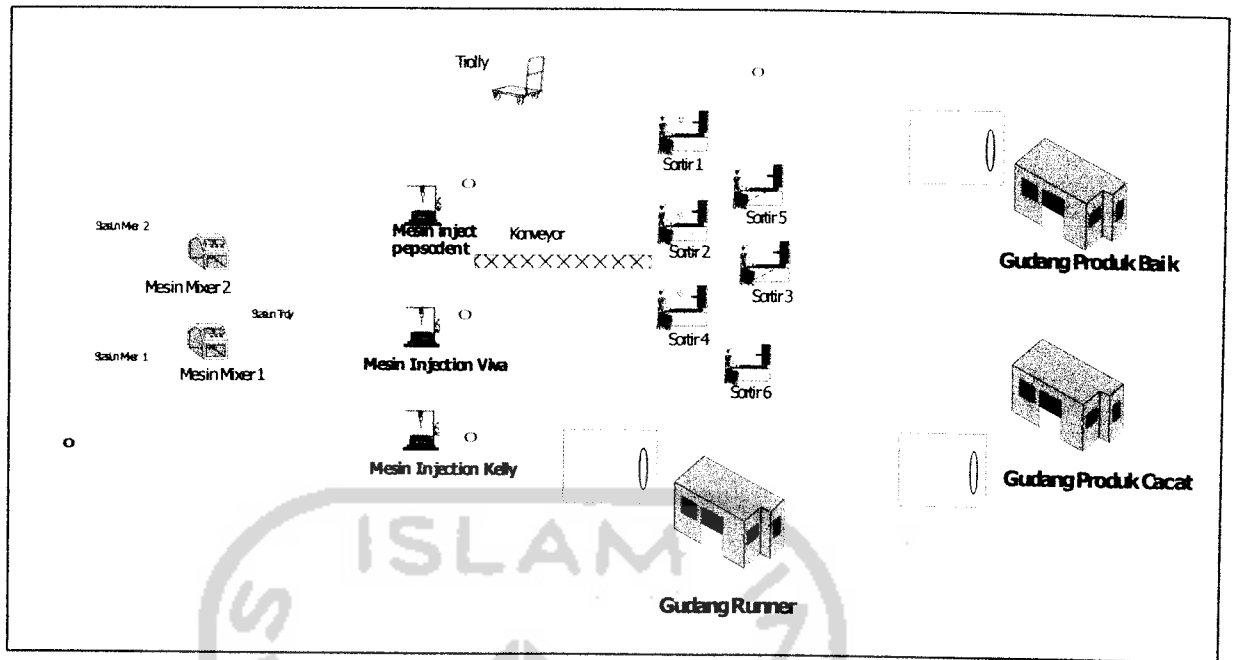 Trolly
Sortir 1
Sortir 5
Mesin inject
pepsodent
Konveyor
Sortir 2
Gudang Produk Baik
Stasiun Mixer 2
Mesin Mixer 2
Sortir 3
Stasiun Trolly
Sortir 4
Stasiun Mixer 1
Mesin Mixer 1
Mesin Injection Viva
Sortir 6
Mesin Injection Kelly
Gudang Produk Cacat
ISLAM
Gudang Runner